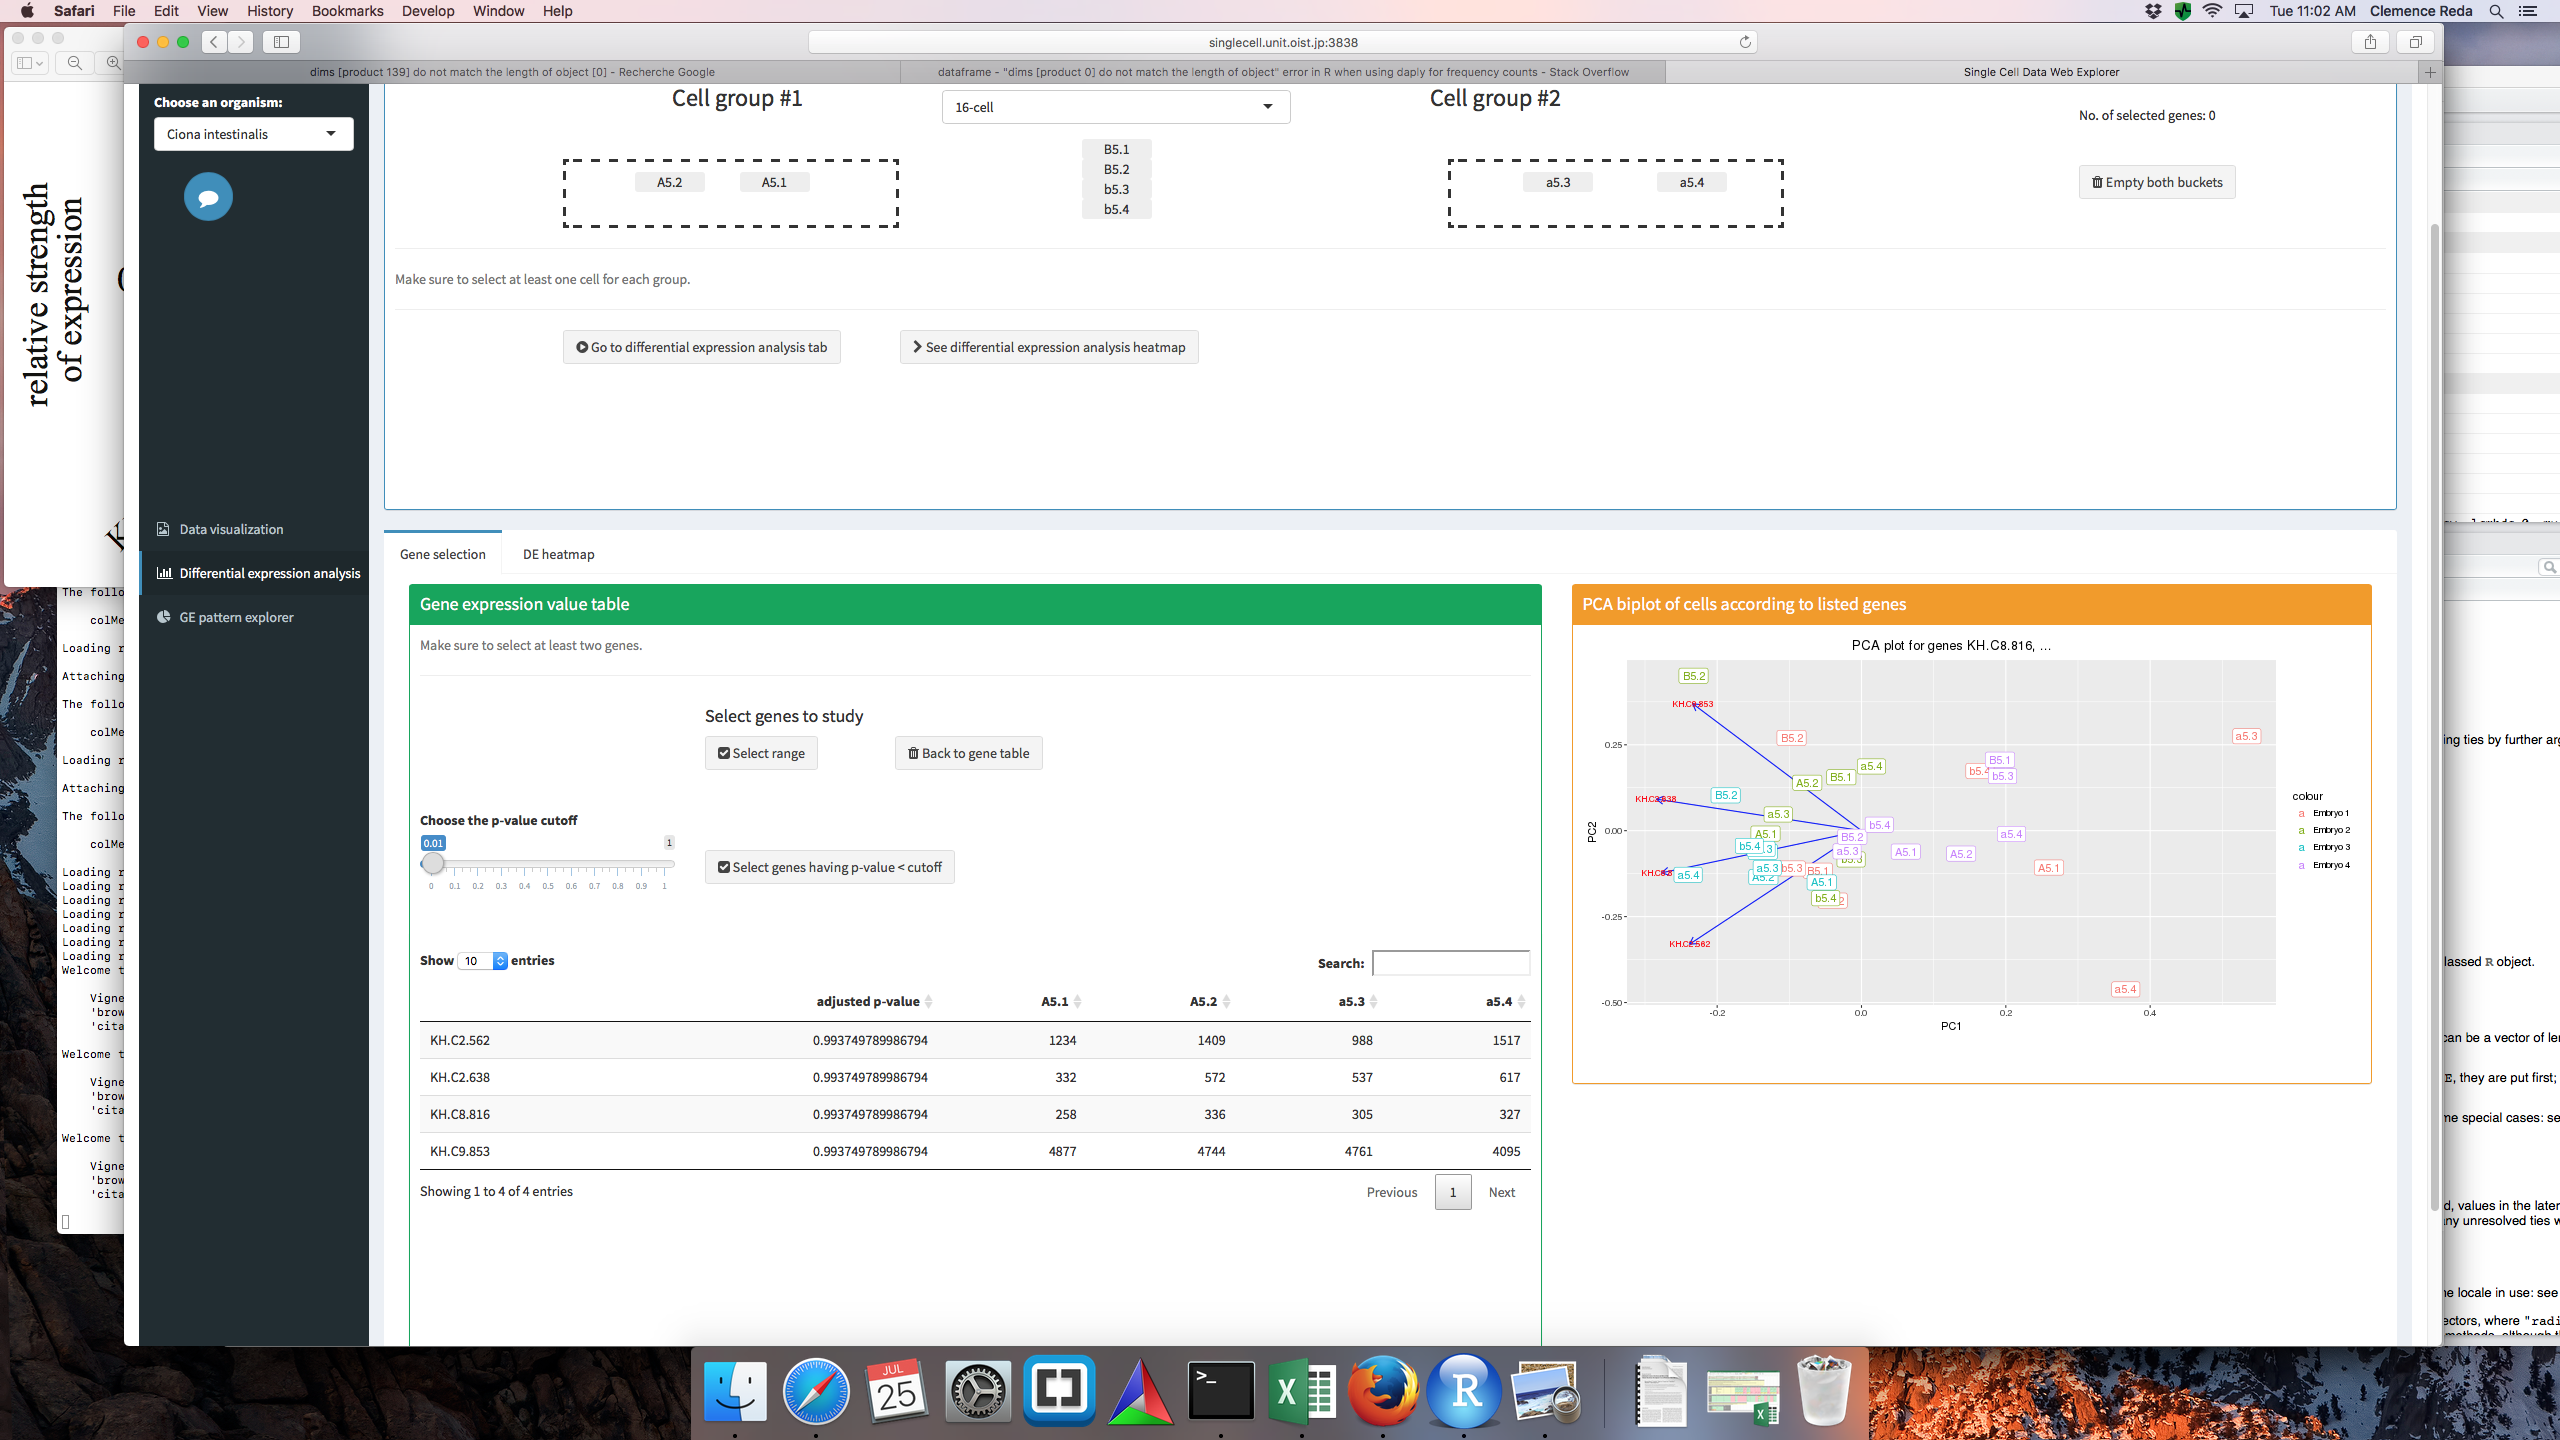 Safari File Edit View History Bookmarks Develop Window Help
Tue 11:02 AM Clemence Reda
singlecell.unit.oist.jp:3838
dims [product 139] do not match the length of object [0] - Recherche Google
dataframe - "dims [product 0] do not match the length of object" error in R when using daply for frequency counts - Stack Overflow
Single Cell Data Web Explorer
relative strength
of expression
Choose an organism:
Ciona intestinalis
Data visualization
Differential expression analysis
GE pattern explorer
Cell group #1
16-cell
Cell group #2
No. of selected genes: 0
A5.2 A5.1
B5.1
B5.2
b5.3
b5.4
a5.3 a5.4
Empty both buckets
Make sure to select at least one cell for each group.
Go to differential expression analysis tab
See differential expression analysis heatmap
Gene selection
DE heatmap
Gene expression value table
Make sure to select at least two genes.
Select genes to study
Select range
Back to gene table
Choose the p-value cutoff
0.01 1
0 0.1 0.2 0.3 0.4 0.5 0.6 0.7 0.8 0.9 1
Select genes having p-value < cutoff
Show 10 entries
Search:
adjusted p-value A5.1 A5.2 a5.3 a5.4
KH.C2.562 0.993749789986794 1234 1409 988 1517
KH.C2.638 0.993749789986794 332 572 537 617
KH.C8.816 0.993749789986794 258 336 305 327
KH.C9.853 0.993749789986794 4877 4744 4761 4095
Showing 1 to 4 of 4 entries
Previous 1 Next
PCA biplot of cells according to listed genes
PCA plot for genes KH.C8.816, ...
B5.2
KH.C9.853
B5.2
a5.3
a5.4
B5.1
b5.4
b5.3
B5.1
A5.2
B5.2
a5.3
b5.4
A5.1
B5.2
a5.4
b5.4
a5.3
A5.1
A5.2
b5.3
a5.3
b5.3
B5.1
A5.1
a5.4
A5.2
A5.1
b5.4
KH.C2.562
a5.4
0.25
0.00
-0.25
-0.50
PC2
-0.2 0.0 0.2 0.4
PC1
colour
a Embryo 1
a Embryo 2
a Embryo 3
a Embryo 4
The follo
colMe
Loading r
Attaching
The follo
colMe
Loading r
Attaching
The follo
colMe
Loading r
Loading r
Loading r
Loading r
Loading r
Loading r
Loading r
Welcome t
Vigne
'brow
'cita
Welcome t
Vigne
'brow
'cita
Welcome t
Vigne
'brow
'cita
ing ties by further arg
lassed R object.
can be a vector of le
E, they are put first;
me special cases: se
d, values in the later
ny unresolved ties w
ne locale in use: see
ectors, where "radi
JUL
25